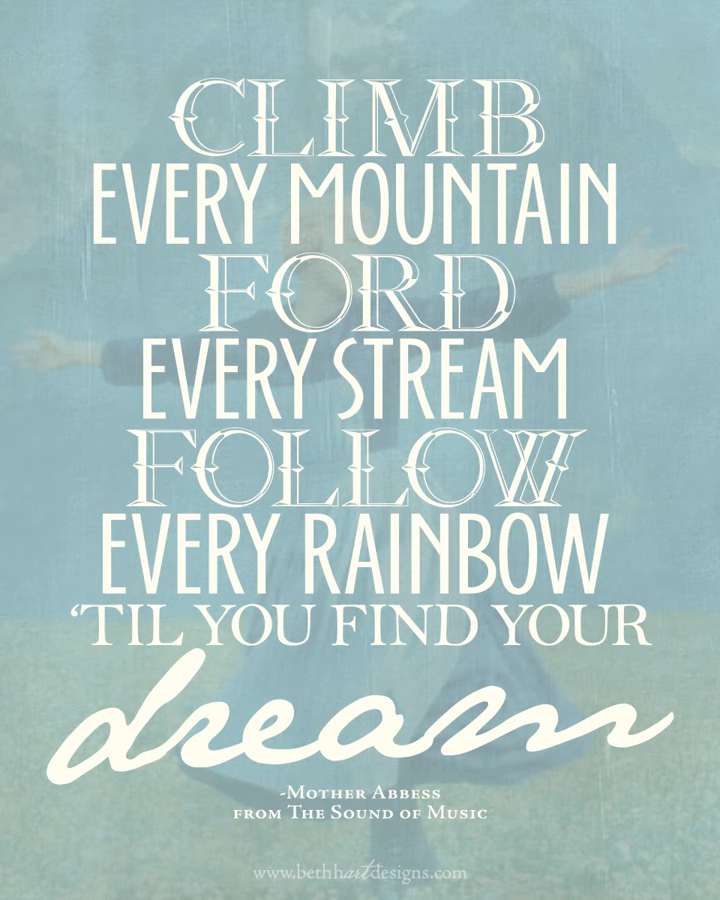 CLIMB
EVERY MOUNTAIN
FORD
EVERY STREAM
FOLLOW
EVERY RAINBOW
‘TIL YOU FIND YOUR
dream
-Mother Abbess
from The Sound of Music
www.bethhartdesigns.com